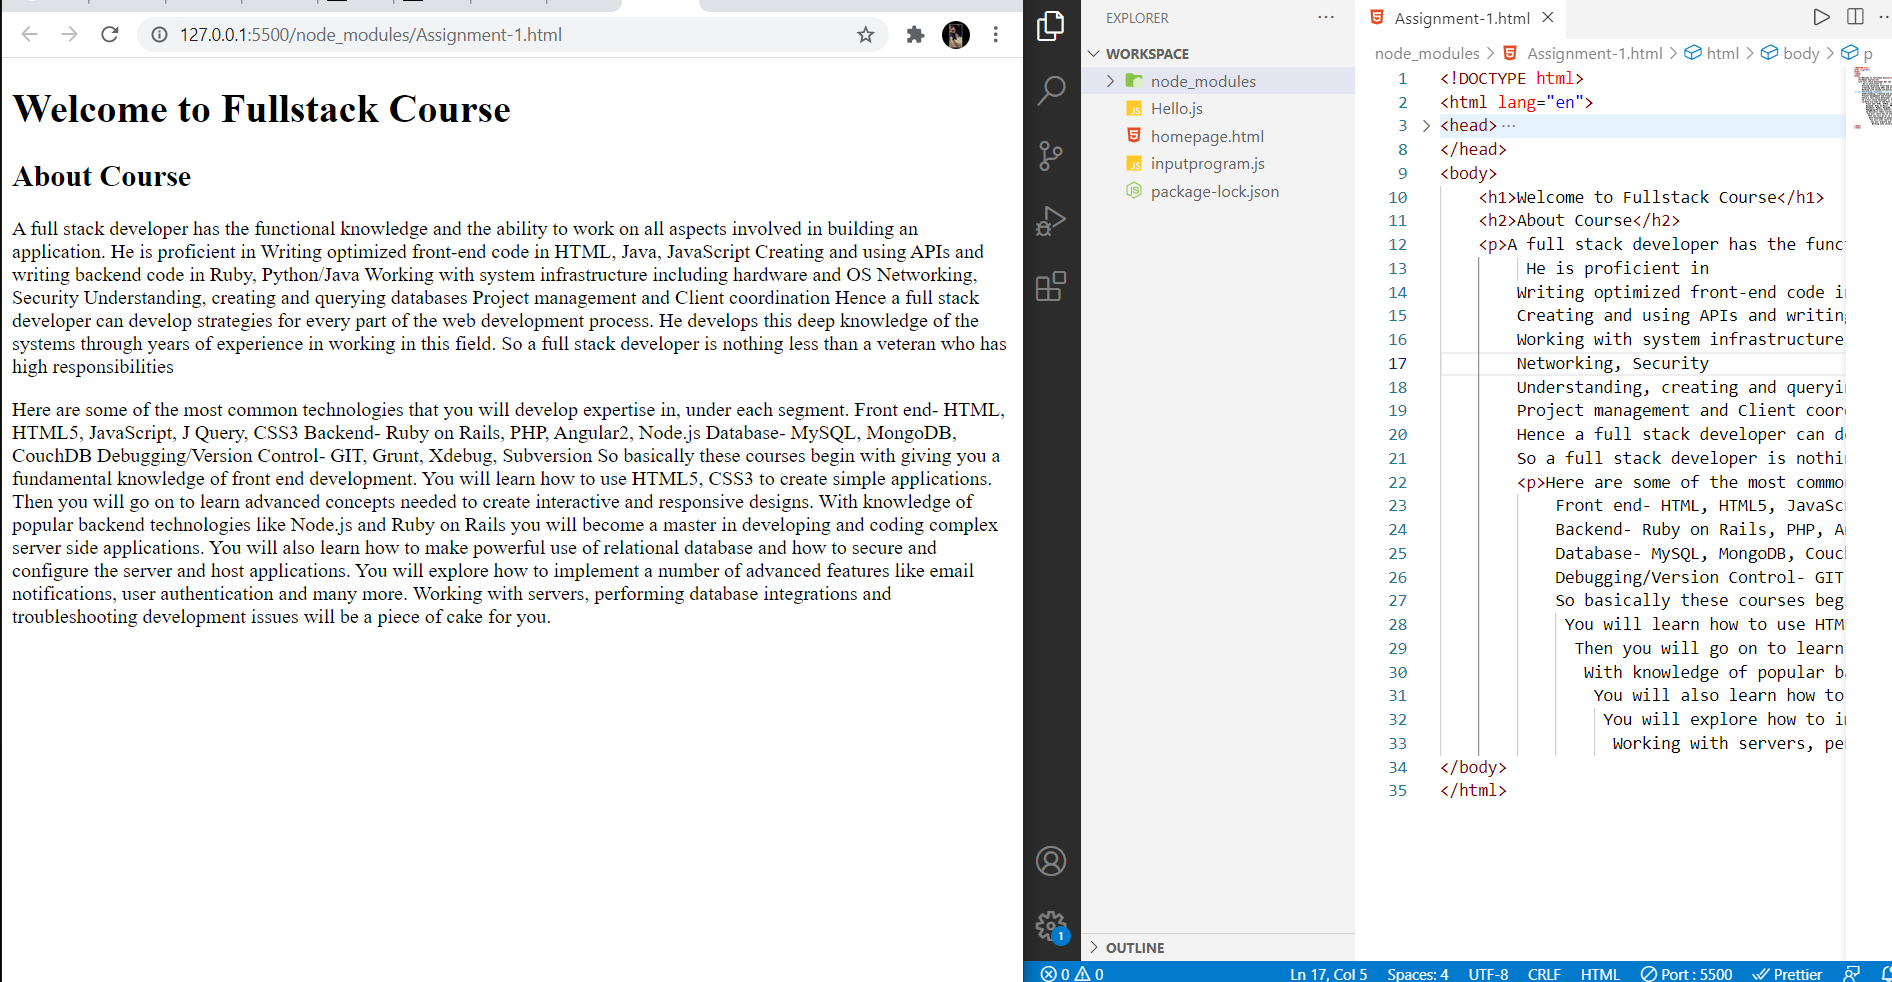 127.0.0.1:5500/node_modules/Assignment-1.html
Welcome to Fullstack Course
About Course
A full stack developer has the functional knowledge and the ability to work on all aspects involved in building an
application. He is proficient in Writing optimized front-end code in HTML, Java, JavaScript Creating and using APIs and
writing backend code in Ruby, Python/Java Working with system infrastructure including hardware and OS Networking,
Security Understanding, creating and querying databases Project management and Client coordination Hence a full stack
developer can develop strategies for every part of the web development process. He develops this deep knowledge of the
systems through years of experience in working in this field. So a full stack developer is nothing less than a veteran who has
high responsibilities
Here are some of the most common technologies that you will develop expertise in, under each segment. Front end- HTML,
HTML5, JavaScript, J Query, CSS3 Backend- Ruby on Rails, PHP, Angular2, Node.js Database- MySQL, MongoDB,
CouchDB Debugging/Version Control- GIT, Grunt, Xdebug, Subversion So basically these courses begin with giving you a
fundamental knowledge of front end development. You will learn how to use HTML5, CSS3 to create simple applications.
Then you will go on to learn advanced concepts needed to create interactive and responsive designs. With knowledge of
popular backend technologies like Node.js and Ruby on Rails you will become a master in developing and coding complex
server side applications. You will also learn how to make powerful use of relational database and how to secure and
configure the server and host applications. You will explore how to implement a number of advanced features like email
notifications, user authentication and many more. Working with servers, performing database integrations and
troubleshooting development issues will be a piece of cake for you.
EXPLORER
WORKSPACE
node_modules
JS Hello.js
homepage.html
JS inputprogram.js
package-lock.json
OUTLINE
1
Assignment-1.html
node_modules > Assignment-1.html > html > body > p
1 <!DOCTYPE html>
2 <html lang="en">
3 <head>
8 </head>
9 <body>
10 <h1>Welcome to Fullstack Course</h1>
11 <h2>About Course</h2>
12 <p>A full stack developer has the func
13 He is proficient in
14 Writing optimized front-end code i
15 Creating and using APIs and writing
16 Working with system infrastructure
17 Networking, Security
18 Understanding, creating and queryi
19 Project management and Client coor
20 Hence a full stack developer can d
21 So a full stack developer is nothi
22 <p>Here are some of the most commo
23 Front end- HTML, HTML5, JavaSc
24 Backend- Ruby on Rails, PHP, A
25 Database- MySQL, MongoDB, Couc
26 Debugging/Version Control- GIT
27 So basically these courses beg
28 You will learn how to use HTM
29 Then you will go on to learn
30 With knowledge of popular b
31 You will also learn how to
32 You will explore how to i
33 Working with servers, pe
34 </body>
35 </html>
0 0 Ln 17, Col 5 Spaces: 4 UTF-8 CRLF HTML Port : 5500 Prettier